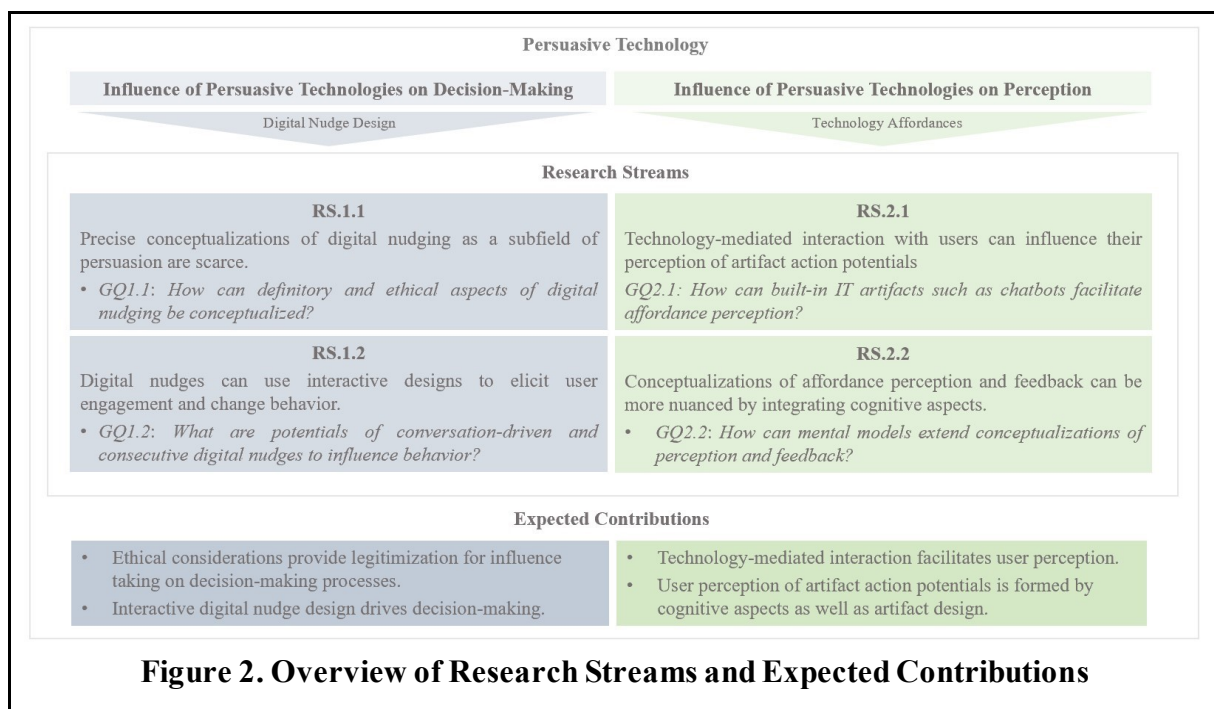 Persuasive Technology
Influence of Persuasive Technologies on Decision-Making
Influence of Persuasive Technologies on Perception
Digital Nudge Design
Technology Affordances
Research Streams
RS.1.1
Precise conceptualizations of digital nudging as a subfield of
persuasion are scarce.
• GQ1.1: How can definitory and ethical aspects of digital
nudging be conceptualized?
RS.2.1
Technology-mediated interaction with users can influence their
perception of artifact action potentials
GQ2.1: How can built-in IT artifacts such as chatbots facilitate
affordance perception?
RS.1.2
Digital nudges can use interactive designs to elicit user
engagement and change behavior.
• GQ1.2: What are potentials of conversation-driven and
consecutive digital nudges to influence behavior?
RS.2.2
Conceptualizations of affordance perception and feedback can be
more nuanced by integrating cognitive aspects.
• GQ2.2: How can mental models extend conceptualizations of
perception and feedback?
Expected Contributions
• Ethical considerations provide legitimization for influence
taking on decision-making processes.
• Interactive digital nudge design drives decision-making.
• Technology-mediated interaction facilitates user perception.
• User perception of artifact action potentials is formed by
cognitive aspects as well as artifact design.
Figure 2. Overview of Research Streams and Expected Contributions